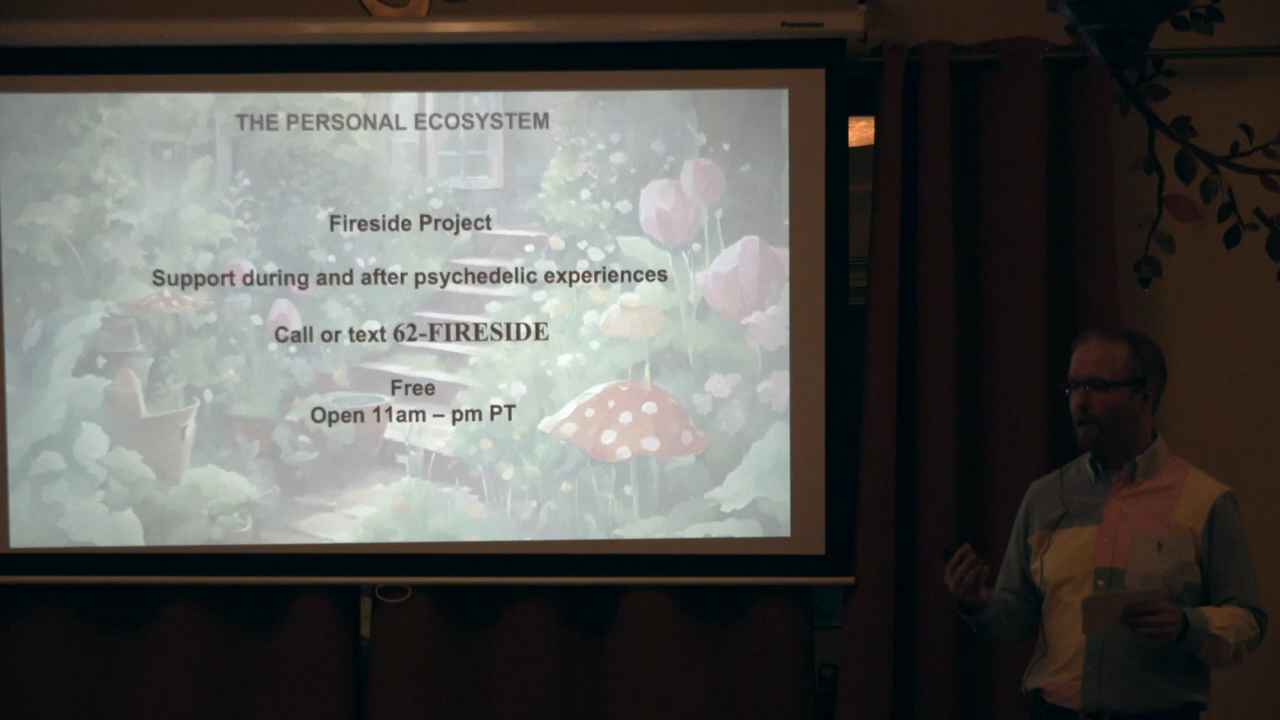 THE PERSONAL ECOSYSTEM
Fireside Project
Support during and after psychedelic experiences
Call or text 62-FIRESIDE
Free
Open 11am – pm PT